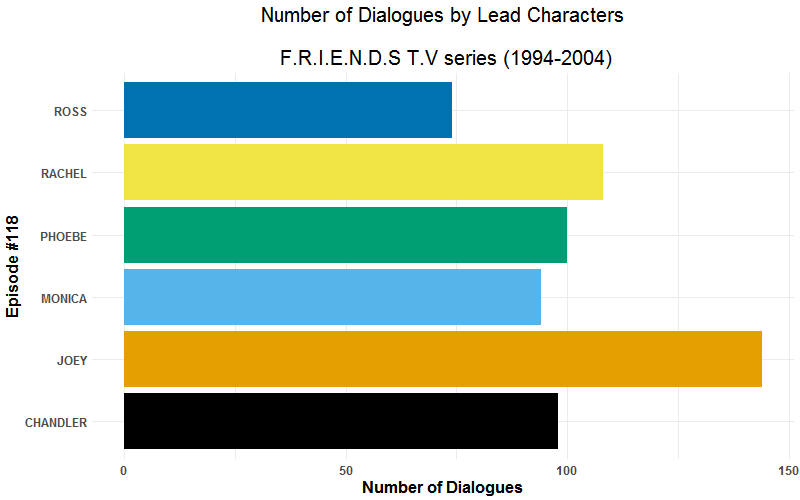 Number of Dialogues by Lead Characters
F.R.I.E.N.D.S T.V series (1994-2004)
Episode #118
ROSS
RACHEL
PHOEBE
MONICA
JOEY
CHANDLER
0 50 100 150
Number of Dialogues